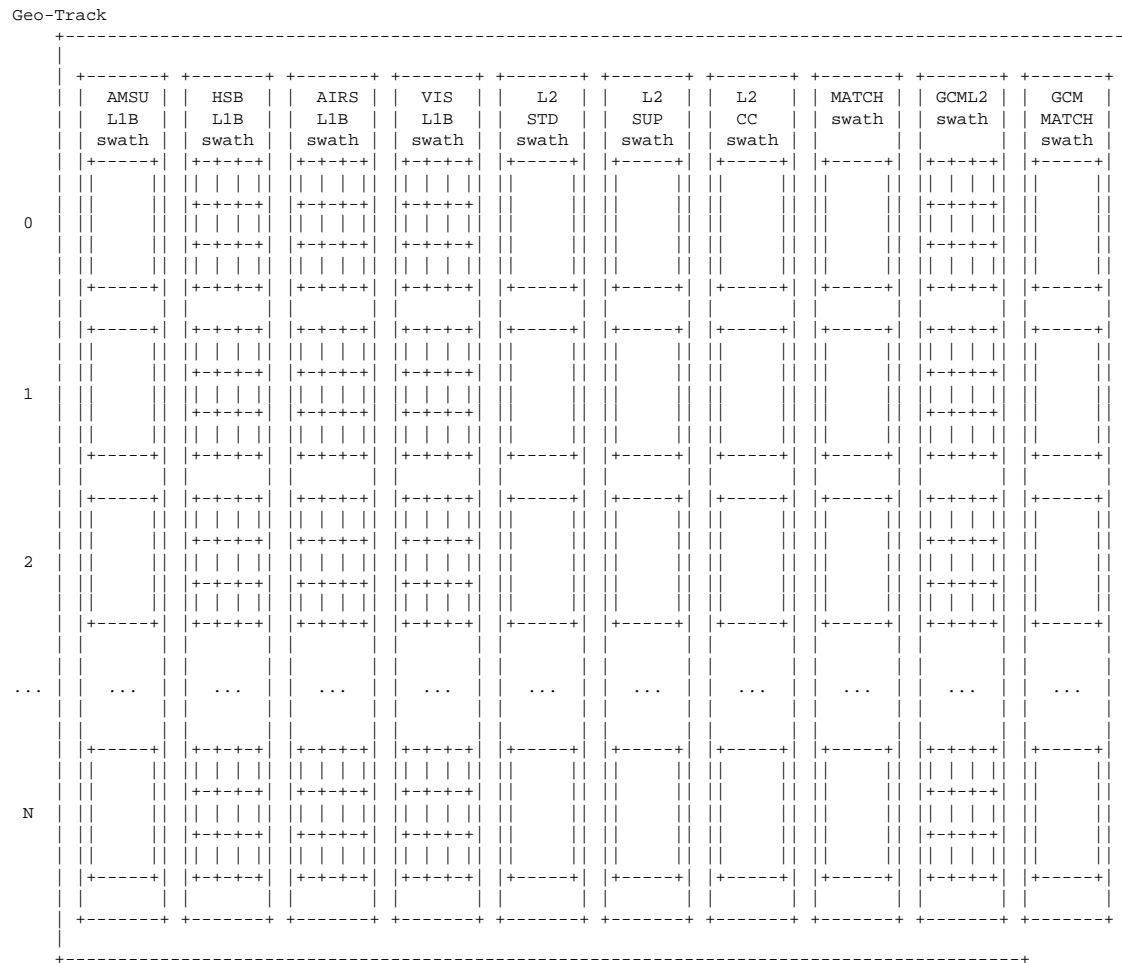 Geo-Track
AMSU HSB AIRS VIS L2 L2 L2 MATCH GCML2 GCM
L1B L1B L1B L1B STD SUP CC swath swath MATCH
swath swath swath swath swath swath swath swath
0
1
2
... ... ... ... ... ... ... ... ... ... ...
N